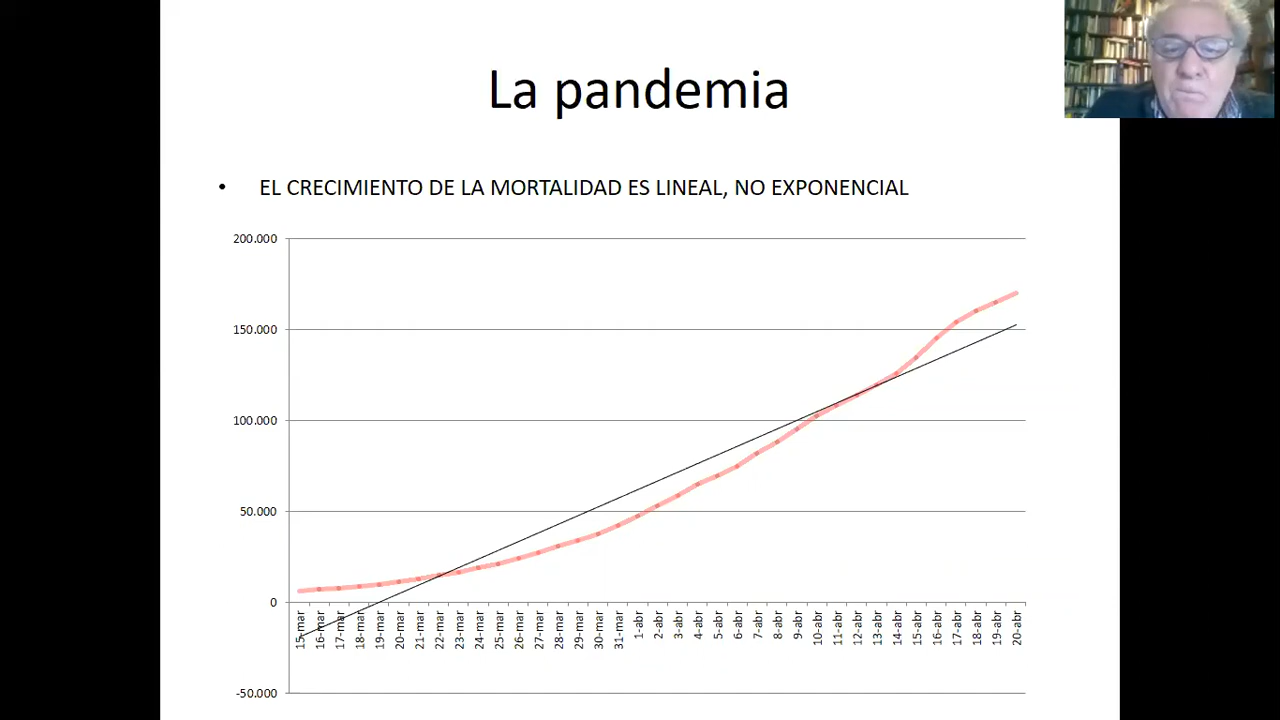 La pandemia
• EL CRECIMIENTO DE LA MORTALIDAD ES LINEAL, NO EXPONENCIAL
200.000
150.000
100.000
50.000
0
-50.000
15-mar
16-mar
17-mar
18-mar
19-mar
20-mar
21-mar
22-mar
23-mar
24-mar
25-mar
26-mar
27-mar
28-mar
29-mar
30-mar
31-mar
1-abr
2-abr
3-abr
4-abr
5-abr
6-abr
7-abr
8-abr
9-abr
10-abr
11-abr
12-abr
13-abr
14-abr
15-abr
16-abr
17-abr
18-abr
19-abr
20-abr